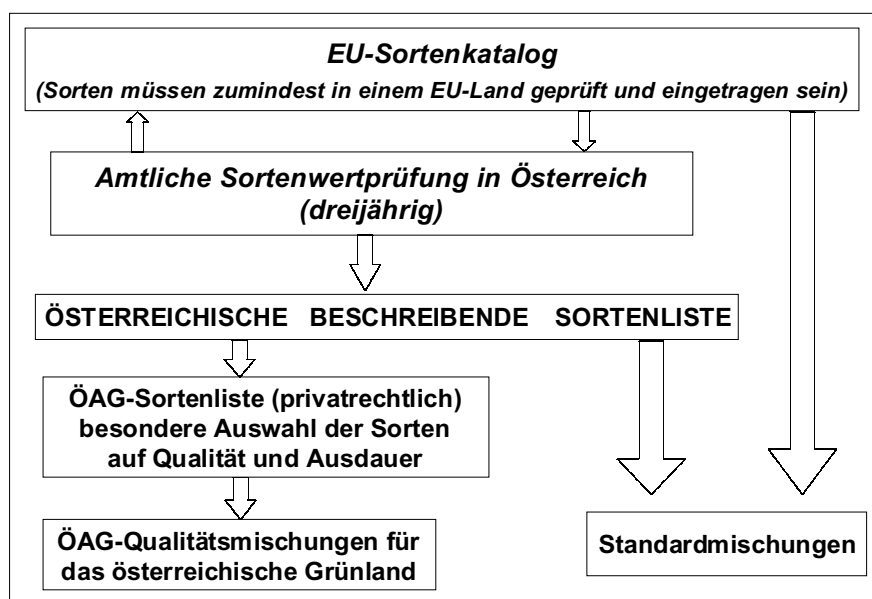 EU-Sortenkatalog
(Sorten müssen zumindest in einem EU-Land geprüft und eingetragen sein)
Amtliche Sortenwertprüfung in Österreich
(dreijährig)
ÖSTERREICHISCHE BESCHREIBENDE SORTENLISTE
ÖAG-Sortenliste (privatrechtlich)
besondere Auswahl der Sorten
auf Qualität und Ausdauer
ÖAG-Qualitätsmischungen für
das österreichische Grünland
Standardmischungen